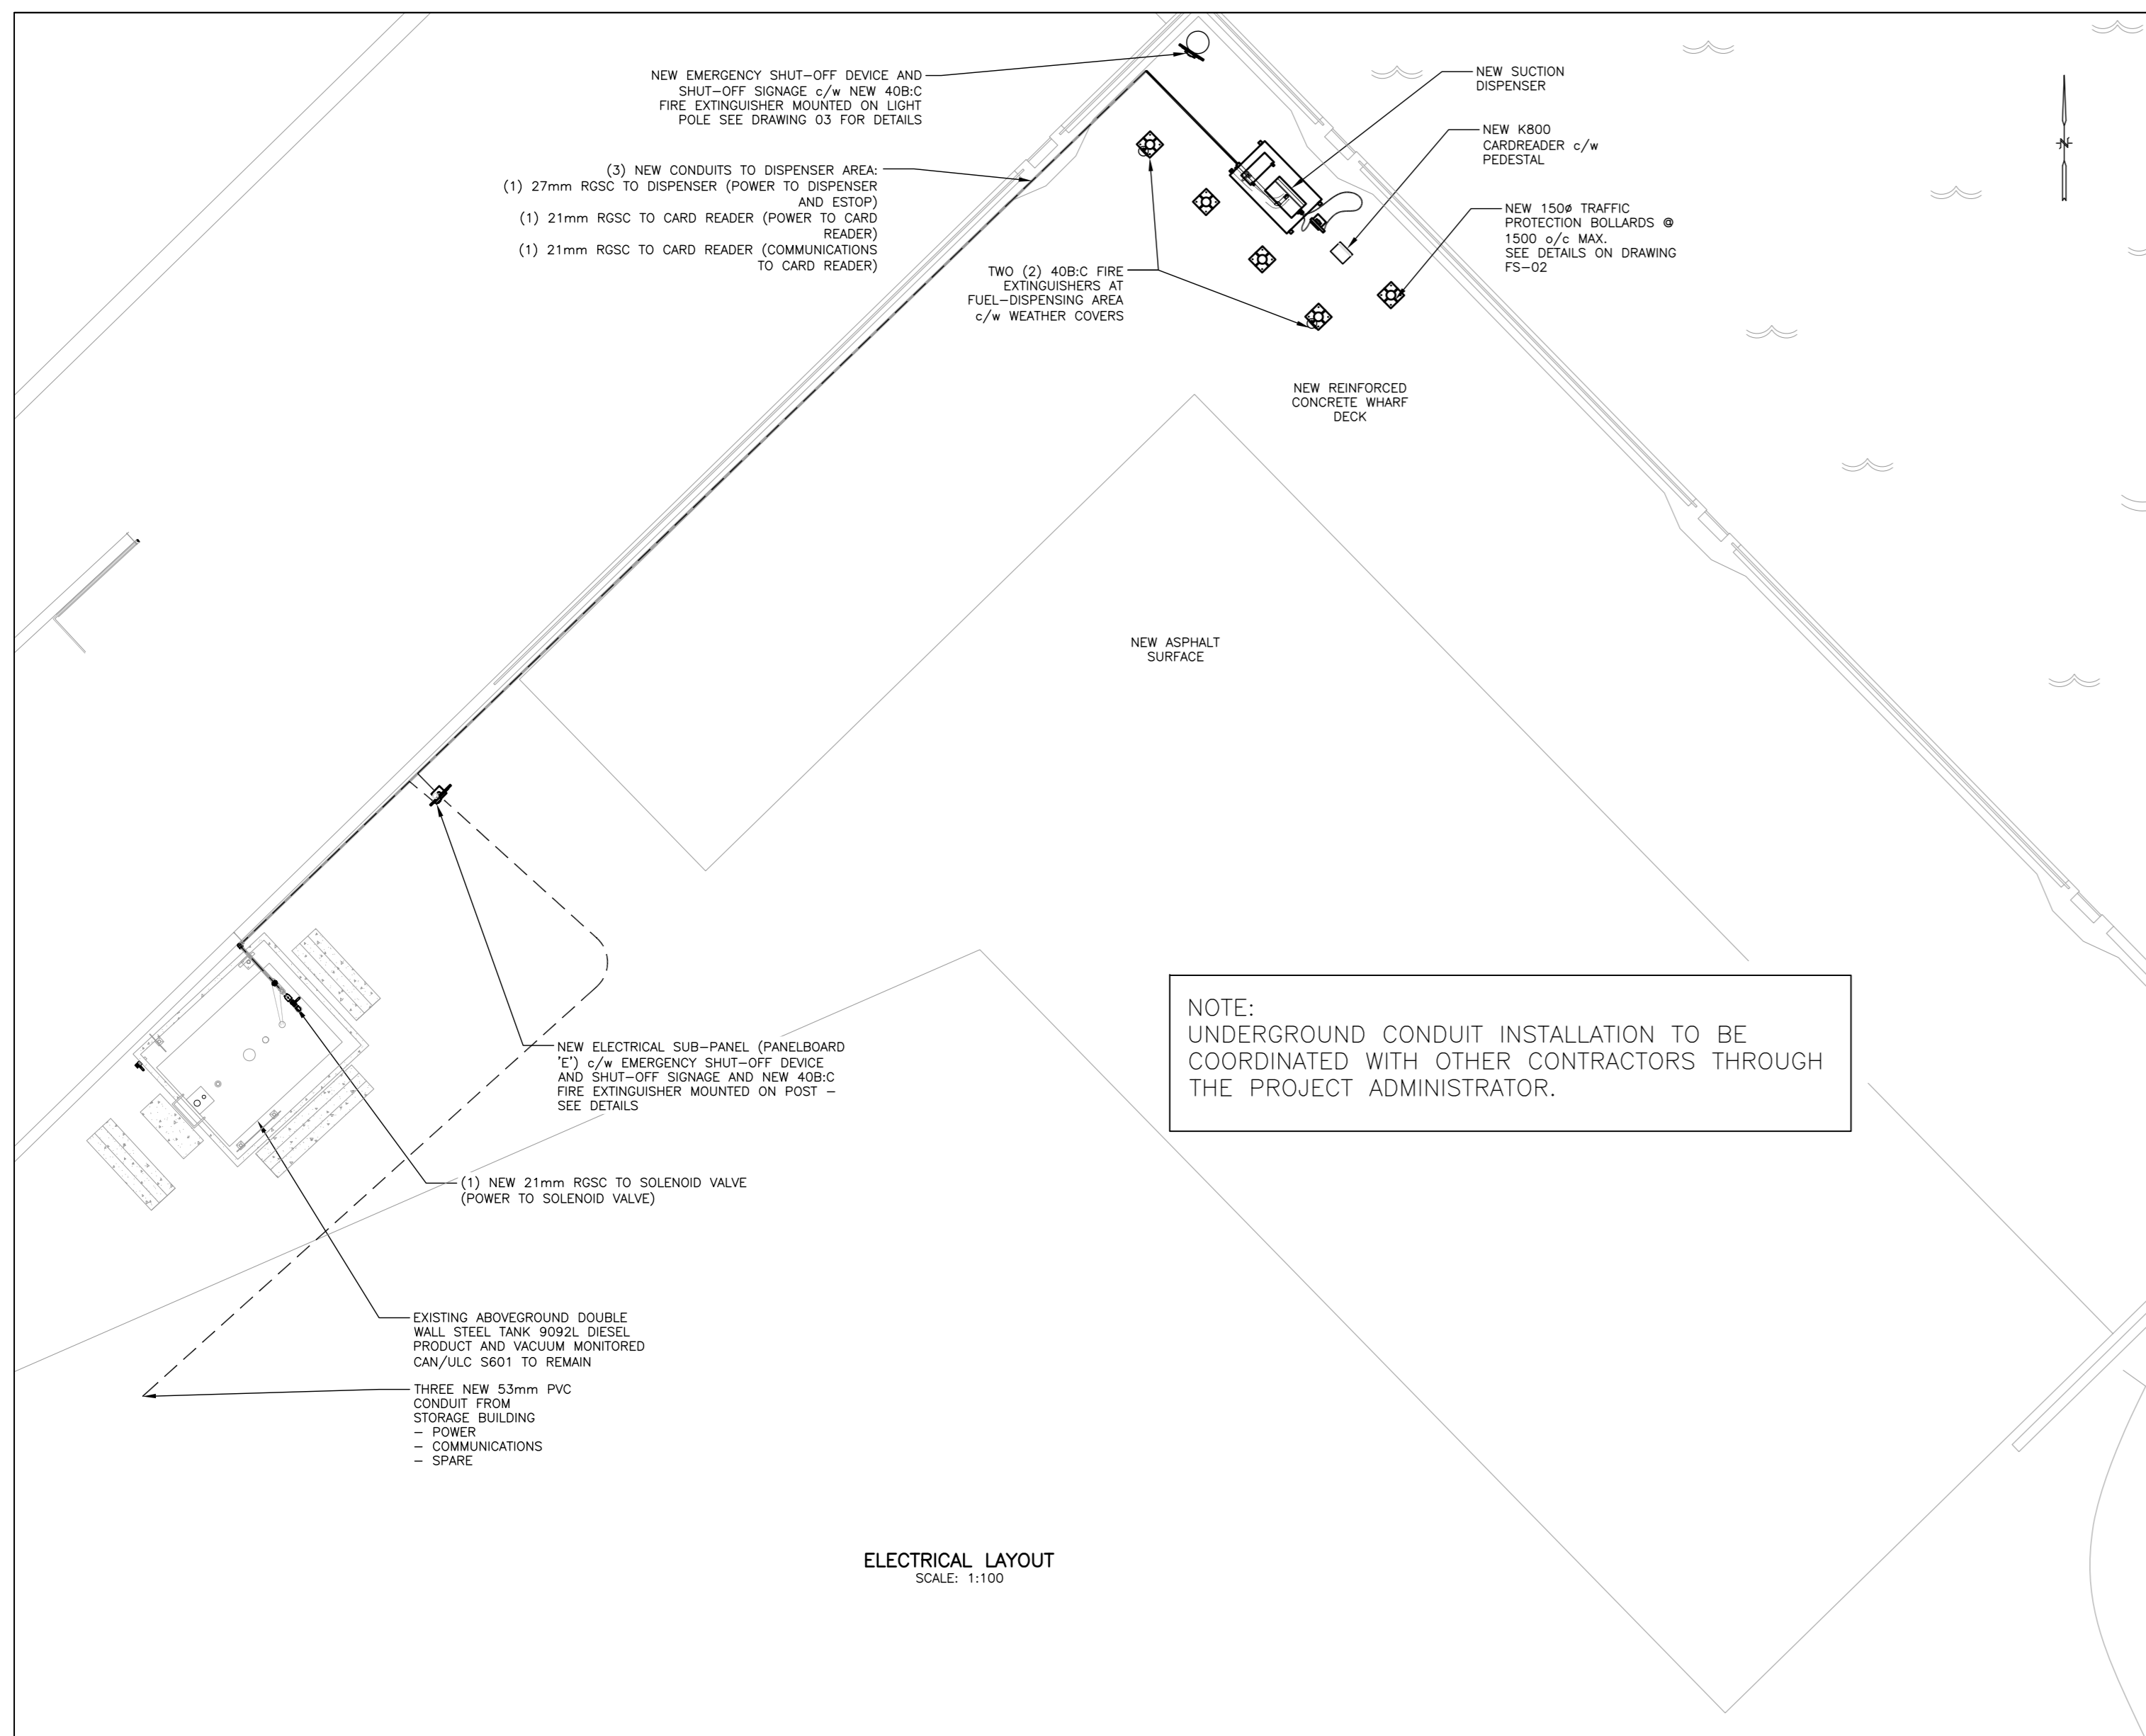 NEW EMERGENCY SHUT-OFF DEVICE AND
SHUT-OFF SIGNAGE c/w NEW 40B:C
FIRE EXTINGUISHER MOUNTED ON LIGHT
POLE SEE DRAWING 03 FOR DETAILS
NEW SUCTION
DISPENSER
N
NEW K800
CARDREADER c/w
PEDESTAL
(3) NEW CONDUITS TO DISPENSER AREA:
(1) 27mm RGSC TO DISPENSER (POWER TO DISPENSER
AND ESTOP)
(1) 21mm RGSC TO CARD READER (POWER TO CARD
READER)
(1) 21mm RGSC TO CARD READER (COMMUNICATIONS
TO CARD READER)
NEW 150ø TRAFFIC
PROTECTION BOLLARDS @
1500 o/c MAX.
SEE DETAILS ON DRAWING
FS-02
TWO (2) 40B:C FIRE
EXTINGUISHERS AT
FUEL-DISPENSING AREA
c/w WEATHER COVERS
NEW REINFORCED
CONCRETE WHARF
DECK
NEW ASPHALT
SURFACE
NOTE:
UNDERGROUND CONDUIT INSTALLATION TO BE
COORDINATED WITH OTHER CONTRACTORS THROUGH
THE PROJECT ADMINISTRATOR.
NEW ELECTRICAL SUB-PANEL (PANELBOARD
'E') c/w EMERGENCY SHUT-OFF DEVICE
AND SHUT-OFF SIGNAGE AND NEW 40B:C
FIRE EXTINGUISHER MOUNTED ON POST -
SEE DETAILS
(1) NEW 21mm RGSC TO SOLENOID VALVE
(POWER TO SOLENOID VALVE)
EXISTING ABOVEGROUND DOUBLE
WALL STEEL TANK 9092L DIESEL
PRODUCT AND VACUUM MONITORED
CAN/ULC S601 TO REMAIN
THREE NEW 53mm PVC
CONDUIT FROM
STORAGE BUILDING
- POWER
- COMMUNICATIONS
- SPARE
ELECTRICAL LAYOUT
SCALE: 1:100